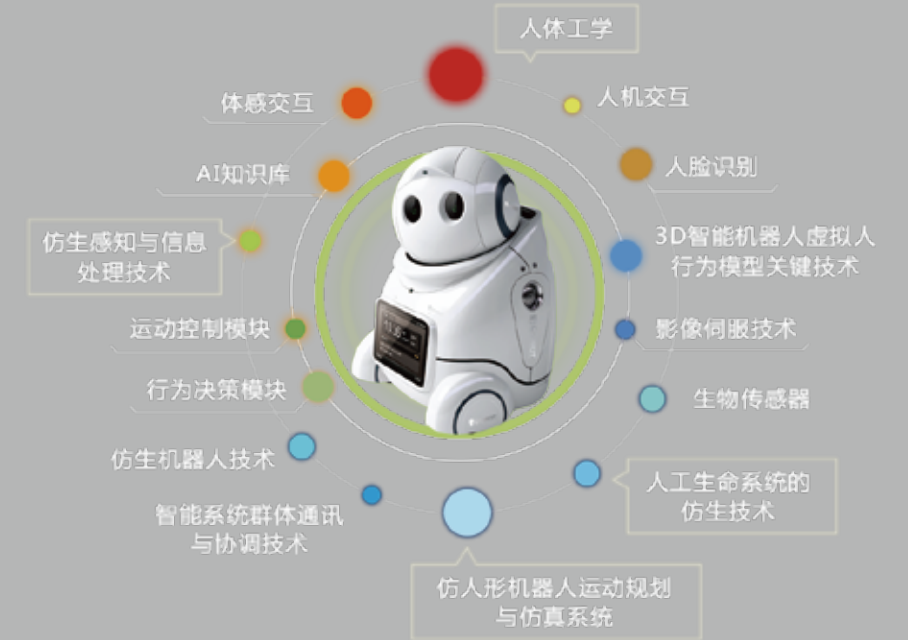 人体工学
体感交互
人机交互
AI知识库
人脸识别
仿生感知与信息
处理技术
3D智能机器人虚拟人
行为模型关键技术
运动控制模块
影像伺服技术
行为决策模块
生物传感器
仿生机器人技术
人工生命系统的
仿生技术
智能系统群体通讯
与协调技术
仿人形机器人运动规划
与仿真系统